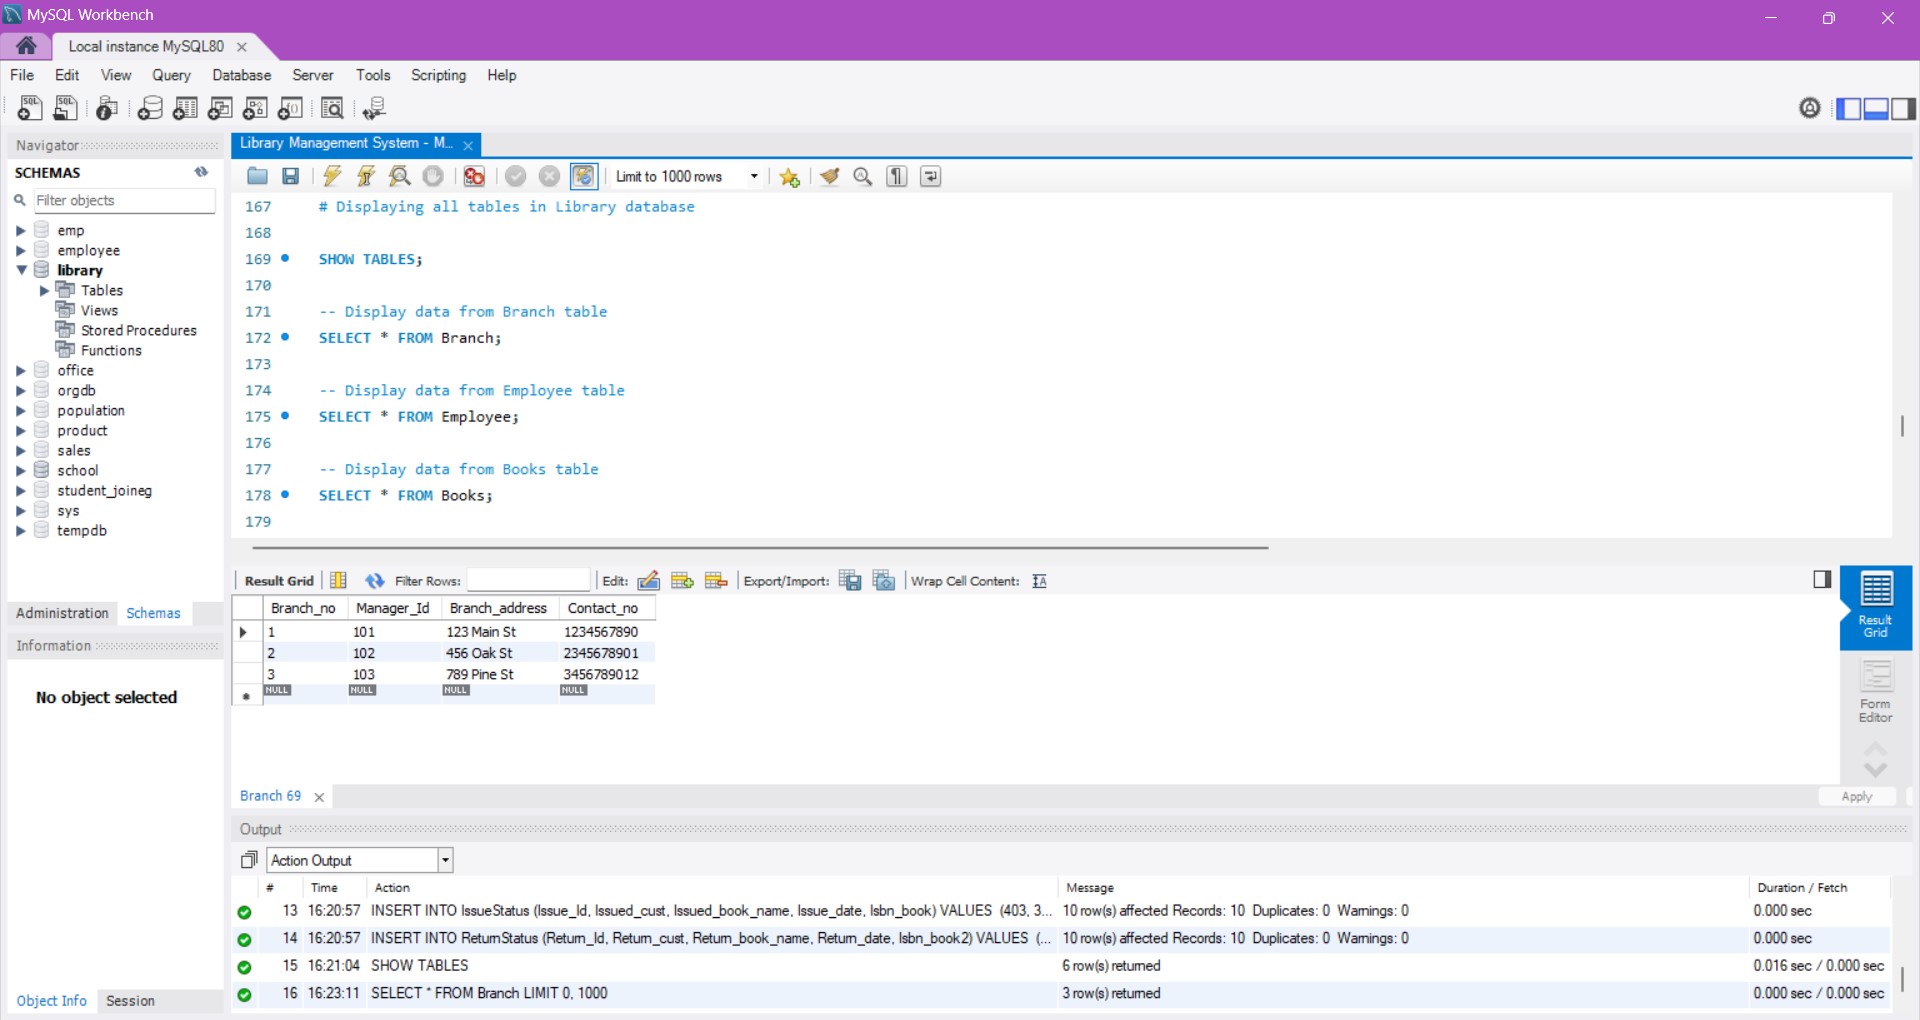 MySQL Workbench
Local instance MySQL80
File Edit View Query Database Server Tools Scripting Help
Navigator
SCHEMAS
Filter objects
emp
employee
library
Tables
Views
Stored Procedures
Functions
office
orgdb
population
product
sales
school
student_joineg
sys
tempdb
Administration Schemas
Information
No object selected
Object Info Session
Library Management System - M...
Limit to 1000 rows
167 # Displaying all tables in Library database
168
169 SHOW TABLES;
170
171 -- Display data from Branch table
172 SELECT * FROM Branch;
173
174 -- Display data from Employee table
175 SELECT * FROM Employee;
176
177 -- Display data from Books table
178 SELECT * FROM Books;
179
Result Grid Filter Rows: Edit: Export/Import: Wrap Cell Content:
Branch_no Manager_Id Branch_address Contact_no
1 101 123 Main St 1234567890
2 102 456 Oak St 2345678901
3 103 789 Pine St 3456789012
NULL NULL NULL NULL
Result
Grid
Form
Editor
Branch 69
Apply
Output
Action Output
# Time Action Message Duration / Fetch
13 16:20:57 INSERT INTO IssueStatus (Issue_Id, Issued_cust, Issued_book_name, Issue_date, Isbn_book) VALUES (403, 3... 10 row(s) affected Records: 10 Duplicates: 0 Warnings: 0 0.000 sec
14 16:20:57 INSERT INTO ReturnStatus (Return_Id, Return_cust, Return_book_name, Return_date, Isbn_book2) VALUES (... 10 row(s) affected Records: 10 Duplicates: 0 Warnings: 0 0.000 sec
15 16:21:04 SHOW TABLES 6 row(s) returned 0.016 sec / 0.000 sec
16 16:23:11 SELECT * FROM Branch LIMIT 0, 1000 3 row(s) returned 0.000 sec / 0.000 sec